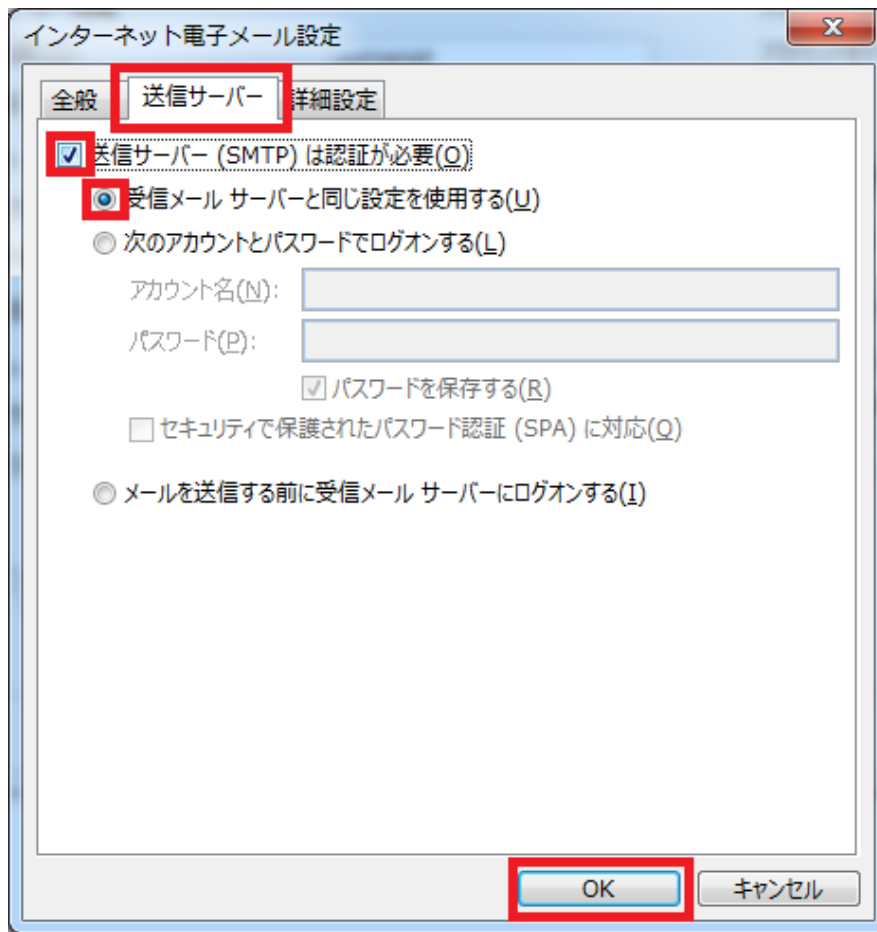 インターネット電子メール設定
全般 送信サーバー 詳細設定
送信サーバー (SMTP) は認証が必要(O)
受信メール サーバーと同じ設定を使用する(U)
次のアカウントとパスワードでログオンする(L)
アカウント名(N):
パスワード(P):
パスワードを保存する(R)
セキュリティで保護されたパスワード認証 (SPA) に対応(Q)
メールを送信する前に受信メール サーバーにログオンする(I)
OK キャンセル